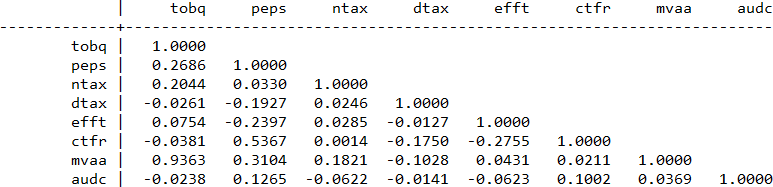 | tobq peps ntax dtax efft ctfr mvaa audc
-------------+------------------------------------------------------------------------
tobq | 1.0000
peps | 0.2686 1.0000
ntax | 0.2044 0.0330 1.0000
dtax | -0.0261 -0.1927 0.0246 1.0000
efft | 0.0754 -0.2397 0.0285 -0.0127 1.0000
ctfr | -0.0381 0.5367 0.0014 -0.1750 -0.2755 1.0000
mvaa | 0.9363 0.3104 0.1821 -0.1028 0.0431 0.0211 1.0000
audc | -0.0238 0.1265 -0.0622 -0.0141 -0.0623 0.1002 0.0369 1.0000